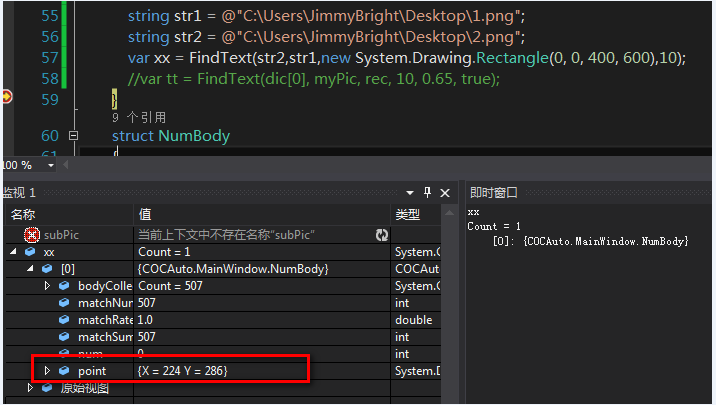 55 string str1 = @"C:\Users\JimmyBright\Desktop\1.png";
56 string str2 = @"C:\Users\JimmyBright\Desktop\2.png";
57 var xx = FindText(str2,str1,new System.Drawing.Rectangle(0, 0, 400, 600),10);
58 //var tt = FindText(dic[0], myPic, rec, 10, 0.65, true);
59 }
9 个引用
60 struct NumBody
61 {
100 %
监视 1
名称 值 类型
subPic 当前上下文中不存在名称“subPic”
xx Count = 1 System.C
[0] {COCAuto.MainWindow.NumBody} COCAuto
bodyColle Count = 507 System.C
matchNum 507 int
matchRate 1.0 double
matchSum 507 int
num 0 int
point {X = 224 Y = 286} System.D
原始视图
即时窗口
xx
Count = 1
[0]: {COCAuto.MainWindow.NumBody}